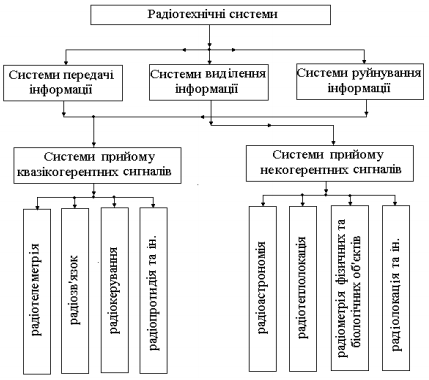 Радіотехнічні системи
Системи передачі
інформації
Системи виділення
інформації
Системи руйнування
інформації
Системи прийому
квазікогерентних сигналів
Системи прийому
некогерентних сигналів
радіотелеметрія
радіозв'язок
радіокерування
радіопротидія та ін.
радіоастрономія
радіотеплолокація
радіометрія фізичних та
біологічних об'єктів
радіолокація та ін.